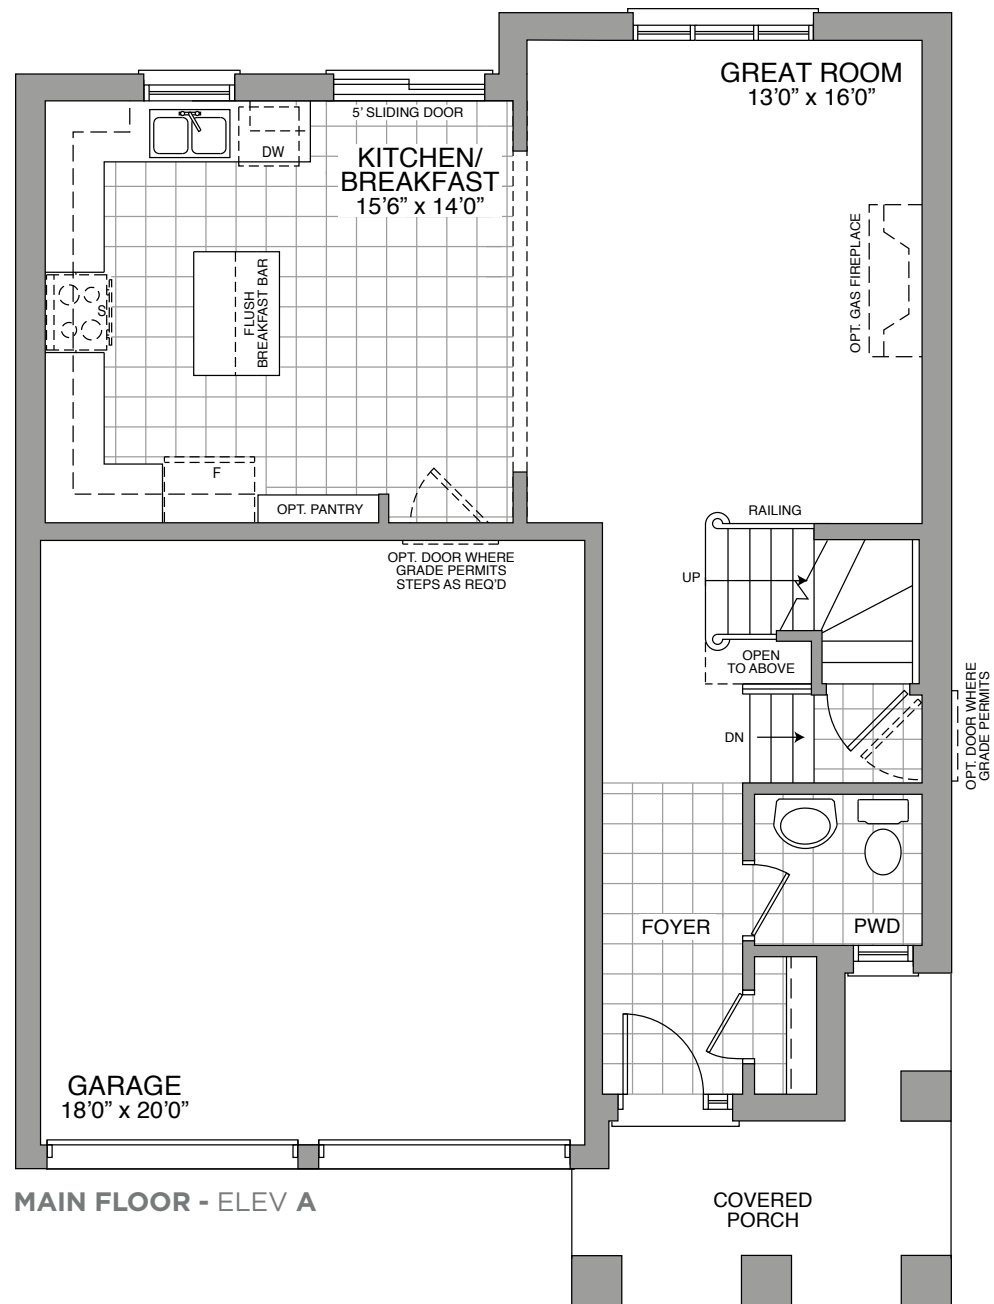 GREAT ROOM
13'0" x 16'0"
5' SLIDING DOOR
DW
KITCHEN/
BREAKFAST
15'6" x 14'0"
OPT. GAS FIREPLACE
S
FLUSH
BREAKFAST BAR
F
OPT. PANTRY
RAILING
OPT. DOOR WHERE
GRADE PERMITS
STEPS AS REQ'D
UP
OPEN
TO ABOVE
OPT. DOOR WHERE
GRADE PERMITS
DN
FOYER
PWD
GARAGE
18'0" x 20'0"
MAIN FLOOR - ELEV A
COVERED
PORCH